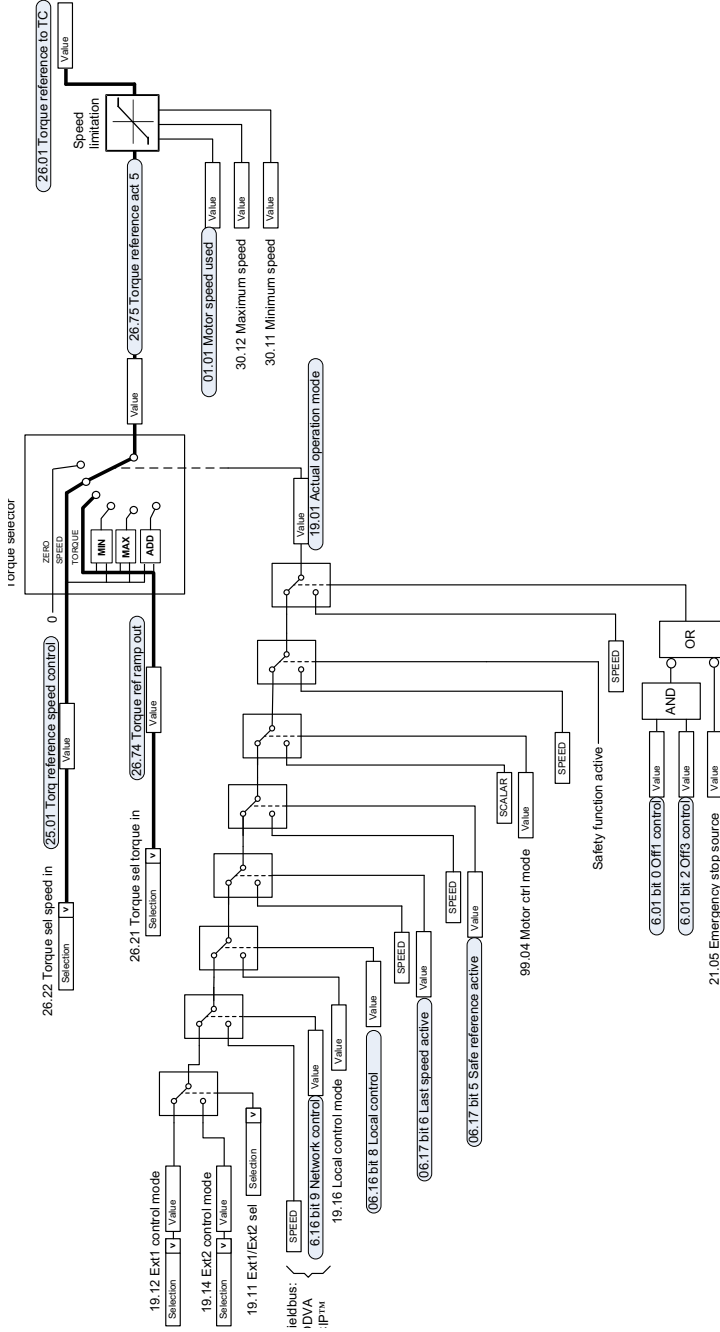 26.01 Torque reference to TC
Value
Speed
limitation
26.75 Torque reference act 5
01.01 Motor speed used
Value
30.12 Maximum speed
Value
30.11 Minimum speed
Value
Value
Torque selector
ZERO
SPEED
TORQUE
MIN
MAX
ADD
0
25.01 Torq reference speed control
Value
26.22 Torque sel speed in
Selection
v
26.74 Torque ref ramp out
Value
26.21 Torque sel torque in
Selection
v
19.01 Actual operation mode
Value
19.12 Ext1 control mode
Selection
v
Value
19.14 Ext2 control mode
Selection
v
Value
19.11 Ext1/Ext2 sel
Selection
v
ieldbus:
DDVA
CIP™
SPEED
6.16 bit 9 Network control
Value
19.16 Local control mode
Value
06.16 bit 8 Local control
Value
SPEED
06.17 bit 6 Last speed active
Value
SPEED
06.17 bit 5 Safe reference active
Value
SCALAR
99.04 Motor ctrl mode
Value
SPEED
Safety function active
SPEED
6.01 bit 0 Off1 control
Value
6.01 bit 2 Off3 control
Value
AND
OR
21.05 Emergency stop source
Value